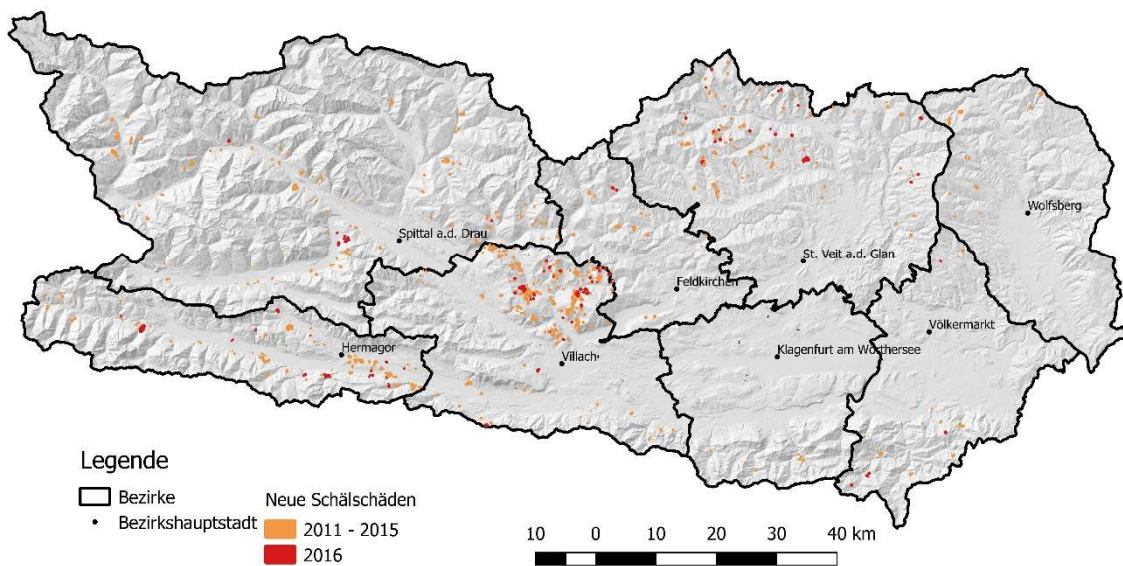 Wolfsberg
Spittal a.d. Drau
St. Veit a.d. Glan
Feldkirchen
Völkermarkt
Hermagor
Villach
Klagenfurt am Wörthersee
Legende
Bezirke
Bezirkshauptstadt
Neue Schälschäden
2011 - 2015
2016
10 0 10 20 30 40 km